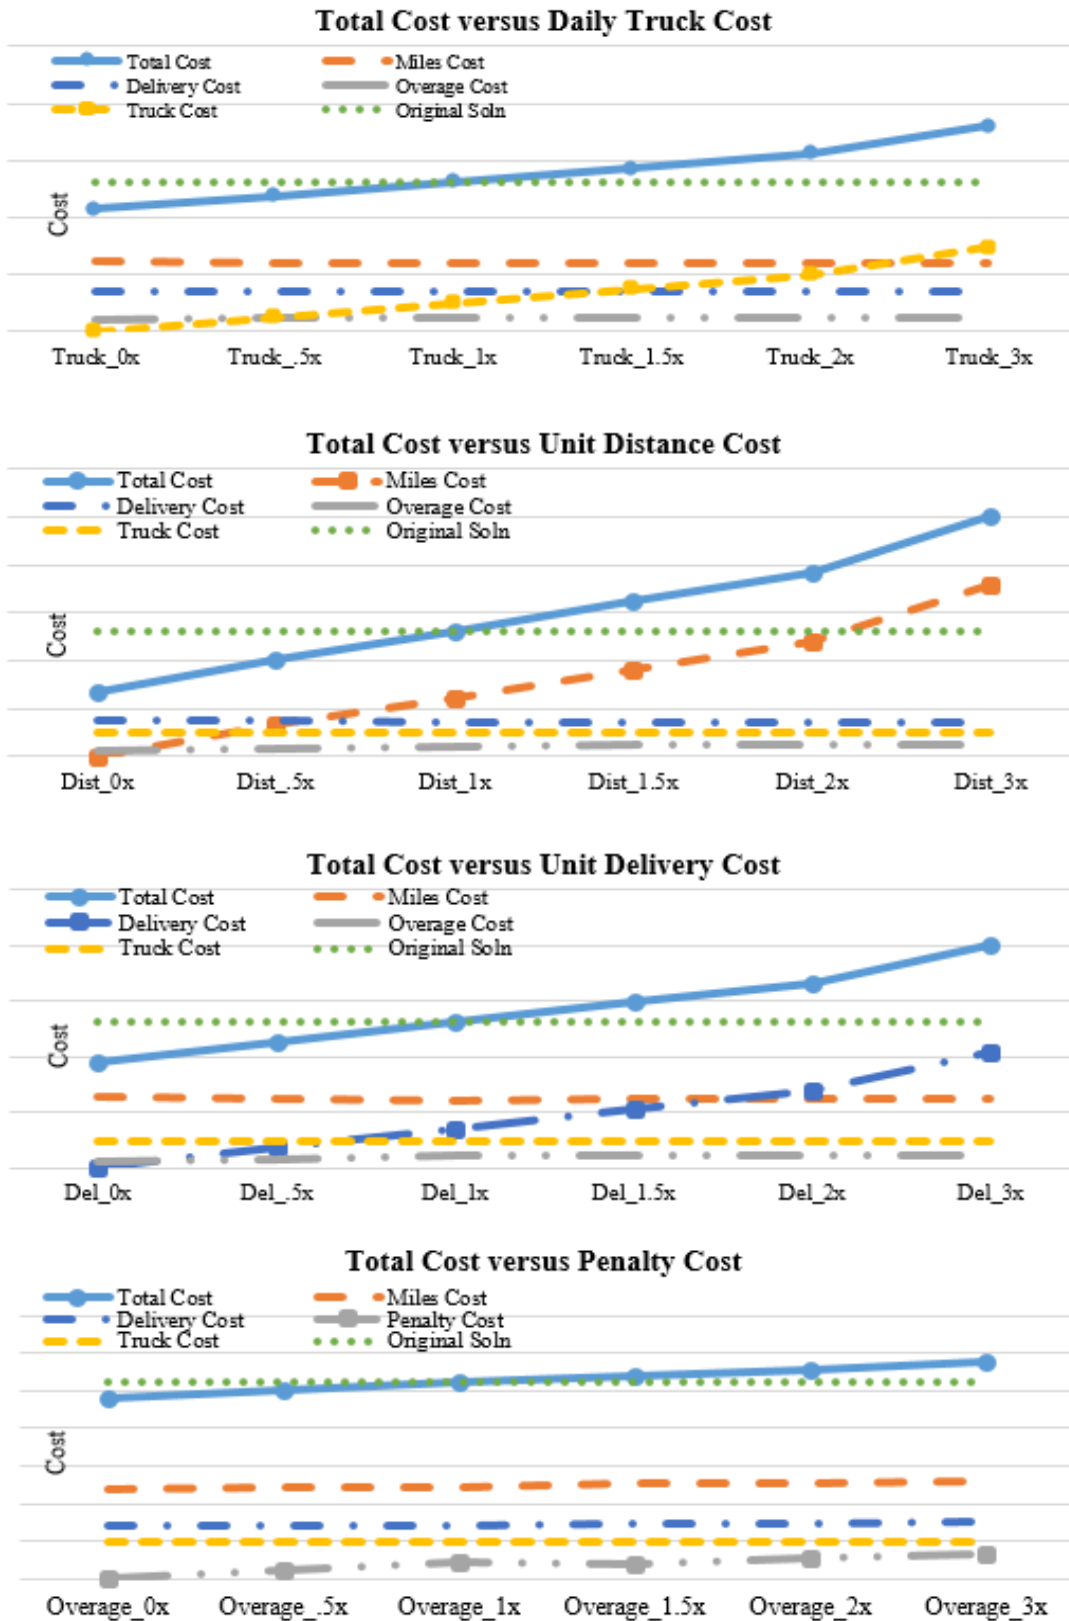 Total Cost versus Daily Truck Cost
Total Cost Miles Cost
Delivery Cost Overage Cost
Truck Cost Original Soln
Cost
Truck_0x Truck_.5x Truck_1x Truck_1.5x Truck_2x Truck_3x
Total Cost versus Unit Distance Cost
Total Cost Miles Cost
Delivery Cost Overage Cost
Truck Cost Original Soln
Cost
Dist_0x Dist_.5x Dist_1x Dist_1.5x Dist_2x Dist_3x
Total Cost versus Unit Delivery Cost
Total Cost Miles Cost
Delivery Cost Overage Cost
Truck Cost Original Soln
Cost
Del_0x Del_.5x Del_1x Del_1.5x Del_2x Del_3x
Total Cost versus Penalty Cost
Total Cost Miles Cost
Delivery Cost Penalty Cost
Truck Cost Original Soln
Cost
Overage_0x Overage_.5x Overage_1x Overage_1.5x Overage_2x Overage_3x